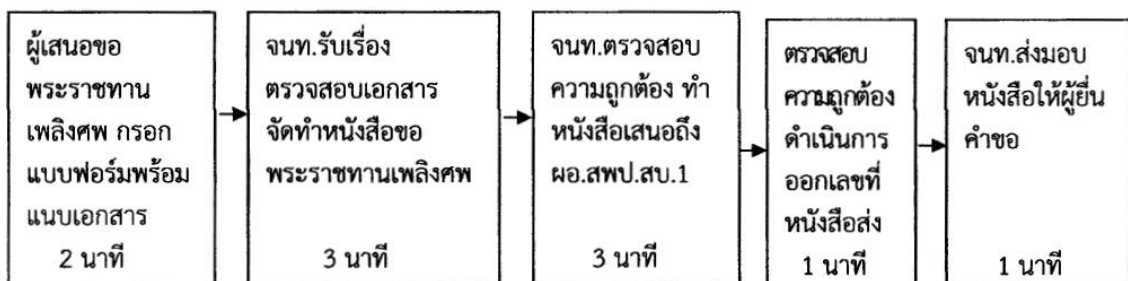 ผู้เสนอขอ
พระราชทาน
เพลิงศพ กรอก
แบบฟอร์มพร้อม
แนบเอกสาร
2 นาที
จนท.รับเรื่อง
ตรวจสอบเอกสาร
จัดทำหนังสือขอ
พระราชทานเพลิงศพ
3 นาที
จนท.ตรวจสอบ
ความถูกต้อง ทำ
หนังสือเสนอถึง
ผอ.สพป.สบ.1
3 นาที
ตรวจสอบ
ความถูกต้อง
ดำเนินการ
ออกเลขที่
หนังสือส่ง
1 นาที
จนท.ส่งมอบ
หนังสือให้ผู้ยื่น
คำขอ
1 นาที